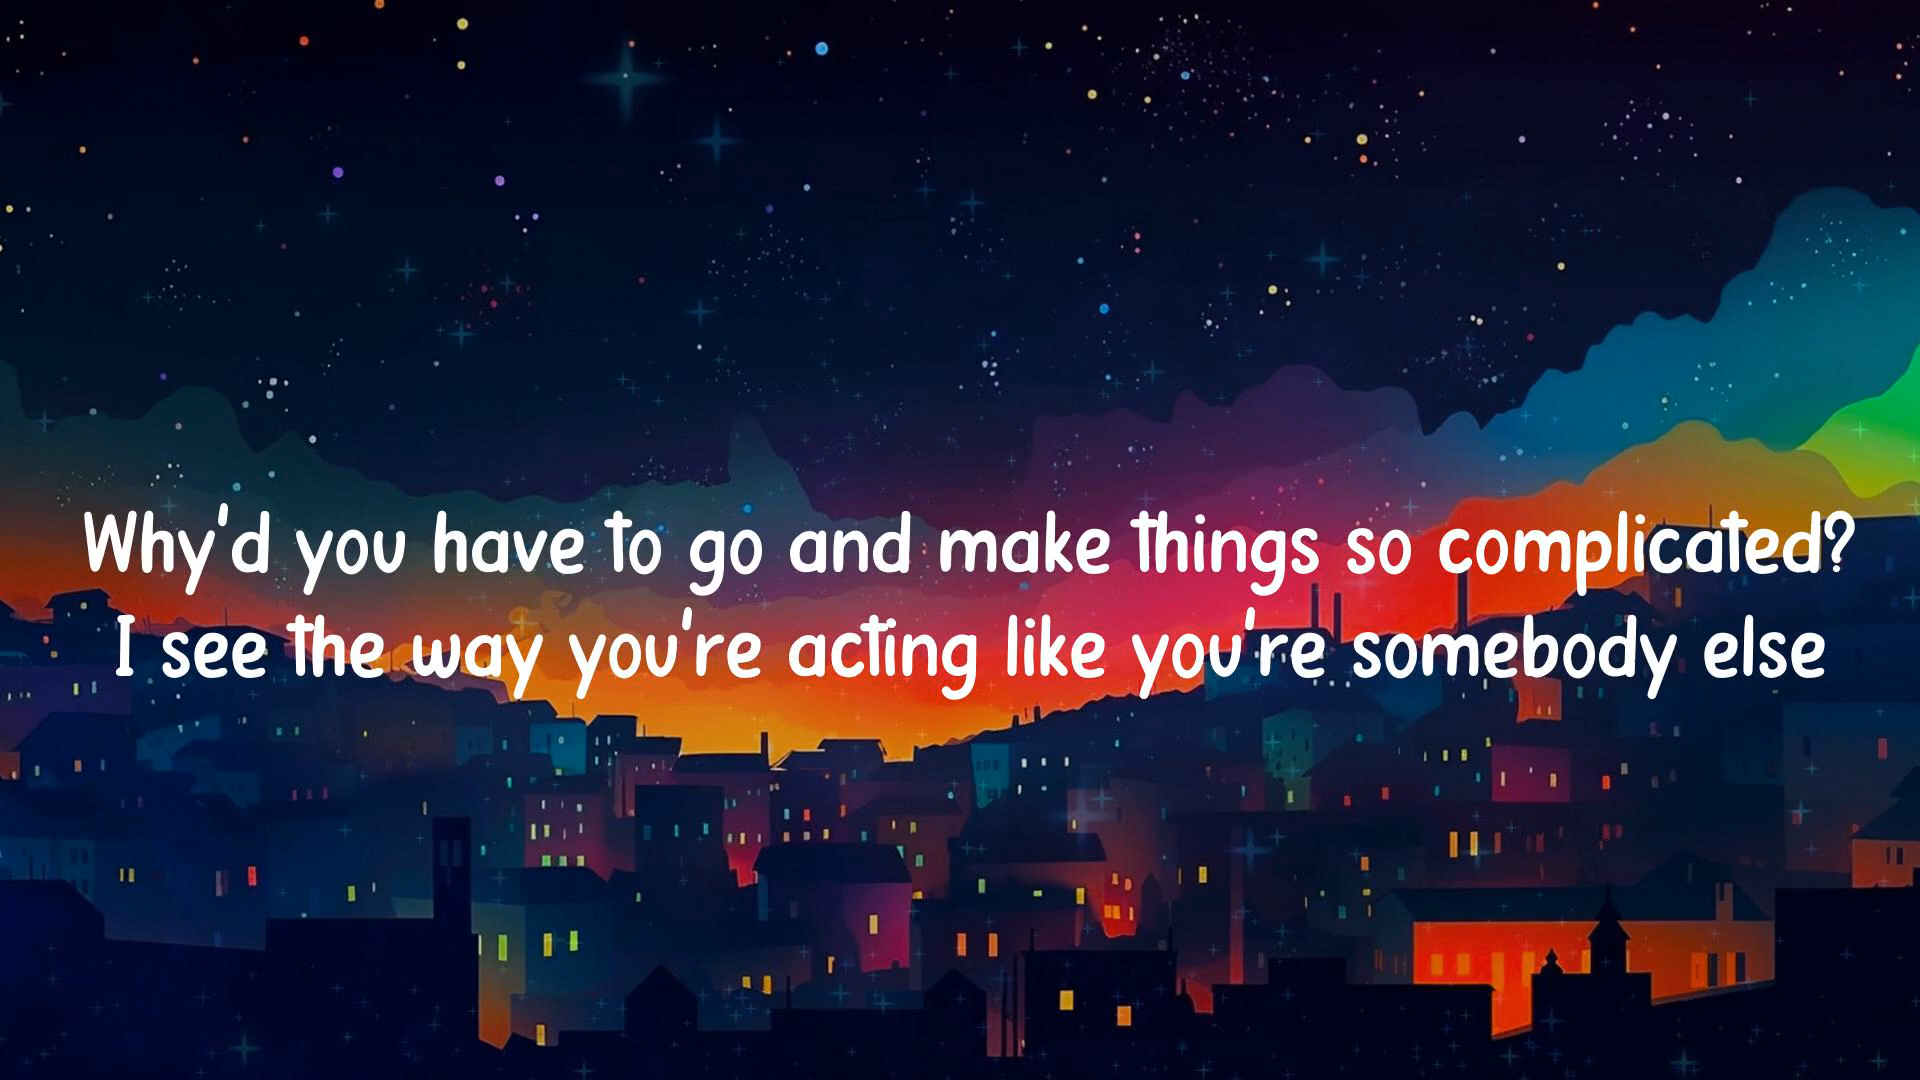 Why'd you have to go and make things so complicated?
I see the way you're acting like you're somebody else